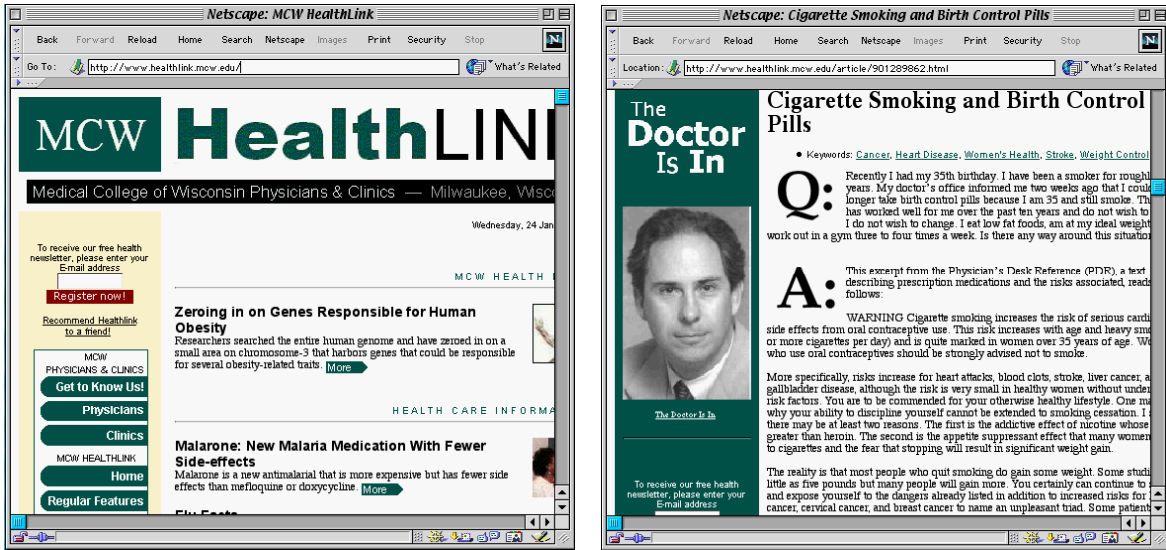 Netscape: MCW HealthLink
Back Forward Reload Home Search Netscape Images Print Security Stop
N
Go To: http://www.healthlink.mcw.edu/ What's Related
MCW HealthLIN
Medical College of Wisconsin Physicians & Clinics — Milwaukee,
Wednesday, 24 Jan
To receive our free health
newsletter, please enter your
E-mail address
Register now!
Recommend Healthlink
to a friend!
MCW
PHYSICIANS & CLINICS
Get to Know Us!
Physicians
Clinics
MCW HEALTHLINK
Home
Regular Features
MCW HEALTH
Zeroing in on Genes Responsible for Human
Obesity
Researchers searched the entire human genome and have zeroed in on a
small area on chromosome-3 that harbors genes that could be responsible
for several obesity-related traits. More
HEALTH CARE INFORMA
Malarone: New Malaria Medication With Fewer
Side-effects
Malarone is a new antimalarial that is more expensive but has fewer side
effects than mefloquine or doxycycline. More
Netscape: Cigarette Smoking and Birth Control Pills
Back Forward Reload Home Search Netscape Images Print Security Stop
N
Location: http://www.healthlink.mcw.edu/article/901289862.html What's Related
The
Doctor
Is In
The Doctor Is In
To receive our free health
newsletter, please enter your
E-mail address
Cigarette Smoking and Birth Control
Pills
Keywords: Cancer, Heart Disease, Women's Health, Stroke, Weight Control
Q: Recently I had my 35th birthday. I have been a smoker for
years. My doctor's office informed me two weeks ago that I
longer take birth control pills because I am 35 and still smoke.
has worked well for me over the past ten years and do not wish to
I do not wish to change. I eat low fat foods, am at my ideal weight
work out in a gym three to four times a week. Is there any way around this
A: This excerpt from the Physician's Desk Reference (PDR), a text
describing prescription medications and the risks associated,
follows:
WARNING Cigarette smoking increases the risk of serious
side effects from oral contraceptive use. This risk increases with age and heavy
or more cigarettes per day) and is quite marked in women over 35 years of age.
who use oral contraceptives should be strongly advised not to smoke.
More specifically, risks increase for heart attacks, blood clots, stroke, liver cancer,
gallbladder disease, although the risk is very small in healthy women without
risk factors. You are to be commended for your otherwise healthy lifestyle. One
why your ability to discipline yourself cannot be extended to smoking cessation. I
there may be at least two reasons. The first is the addictive effect of nicotine whose
greater than heroin. The second is the appetite suppressant effect that many women
to cigarettes and the fear that stopping will result in significant weight gain.
The reality is that most people who quit smoking do gain some weight. Some
little as five pounds but many people will gain more. You certainly can continue to
and expose yourself to the dangers already listed in addition to increased risks for
cancer, cervical cancer, and breast cancer to name an unpleasant triad. Some